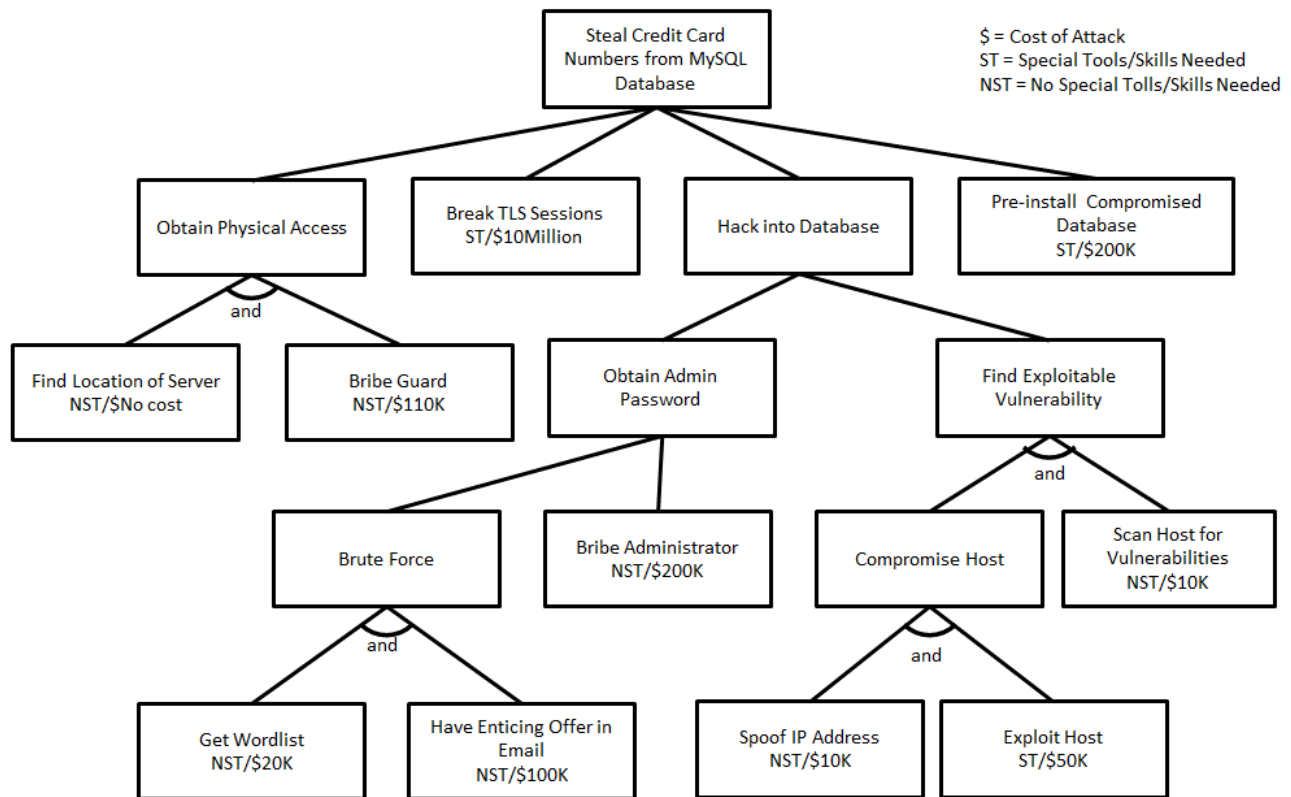 Steal Credit Card
Numbers from MySQL
Database
$ = Cost of Attack
ST = Special Tools/Skills Needed
NST = No Special Tolls/Skills Needed
Obtain Physical Access
Break TLS Sessions
ST/$10Million
Hack into Database
Pre-install Compromised
Database
ST/$200K
and
Find Location of Server
NST/$No cost
Bribe Guard
NST/$110K
Obtain Admin
Password
Find Exploitable
Vulnerability
and
Brute Force
Bribe Administrator
NST/$200K
Compromise Host
Scan Host for
Vulnerabilities
NST/$10K
and
and
Get Wordlist
NST/$20K
Have Enticing Offer in
Email
NST/$100K
Spoof IP Address
NST/$10K
Exploit Host
ST/$50K